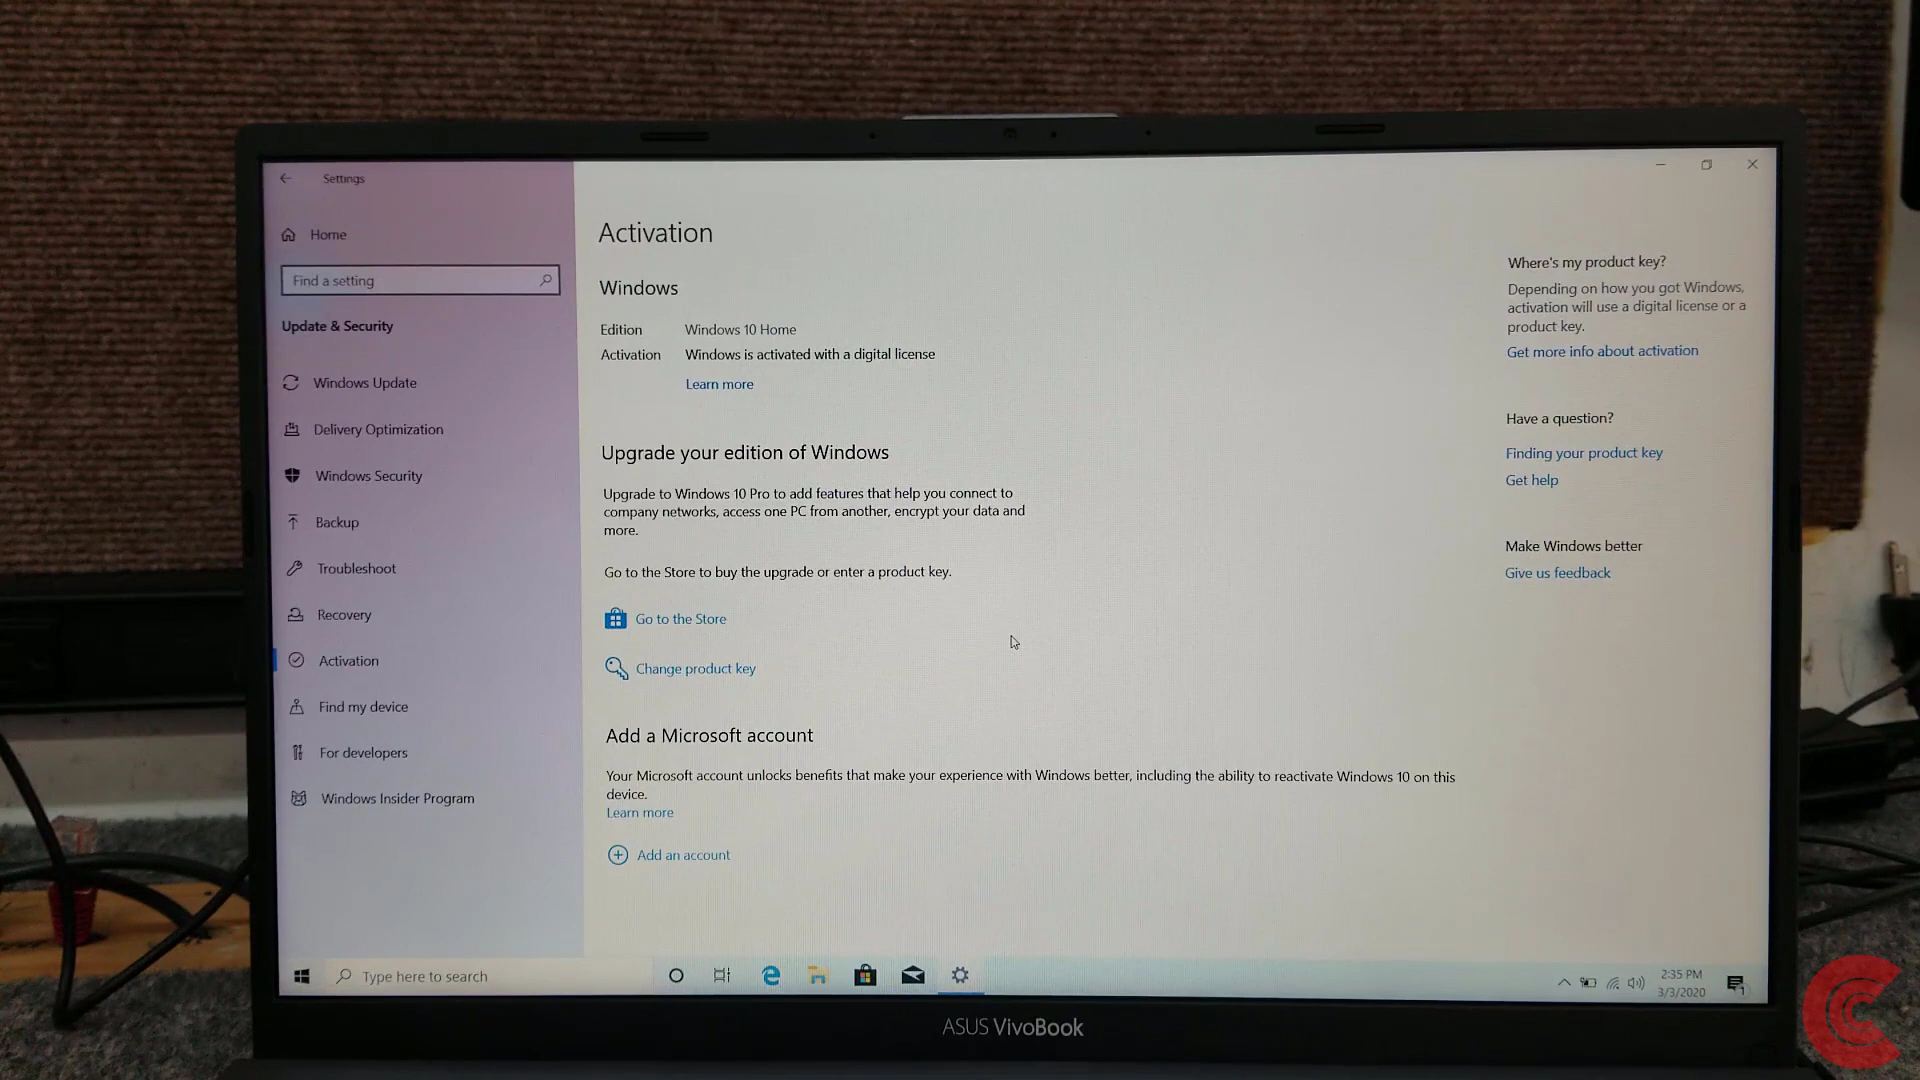 Settings
Home
Find a setting
Update & Security
Windows Update
Delivery Optimization
Windows Security
Backup
Troubleshoot
Recovery
Activation
Find my device
For developers
Windows Insider Program
Activation
Windows
Edition Windows 10 Home
Activation Windows is activated with a digital license
Learn more
Upgrade your edition of Windows
Upgrade to Windows 10 Pro to add features that help you connect to
company networks, access one PC from another, encrypt your data and
more.
Go to the Store to buy the upgrade or enter a product key.
Go to the Store
Change product key
Add a Microsoft account
Your Microsoft account unlocks benefits that make your experience with Windows better, including the ability to reactivate Windows 10 on this
device.
Learn more
Add an account
Where's my product key?
Depending on how you got Windows,
activation will use a digital license or a
product key.
Get more info about activation
Have a question?
Finding your product key
Get help
Make Windows better
Give us feedback
Type here to search
2:35 PM
3/3/2020
1
ASUS VivoBook